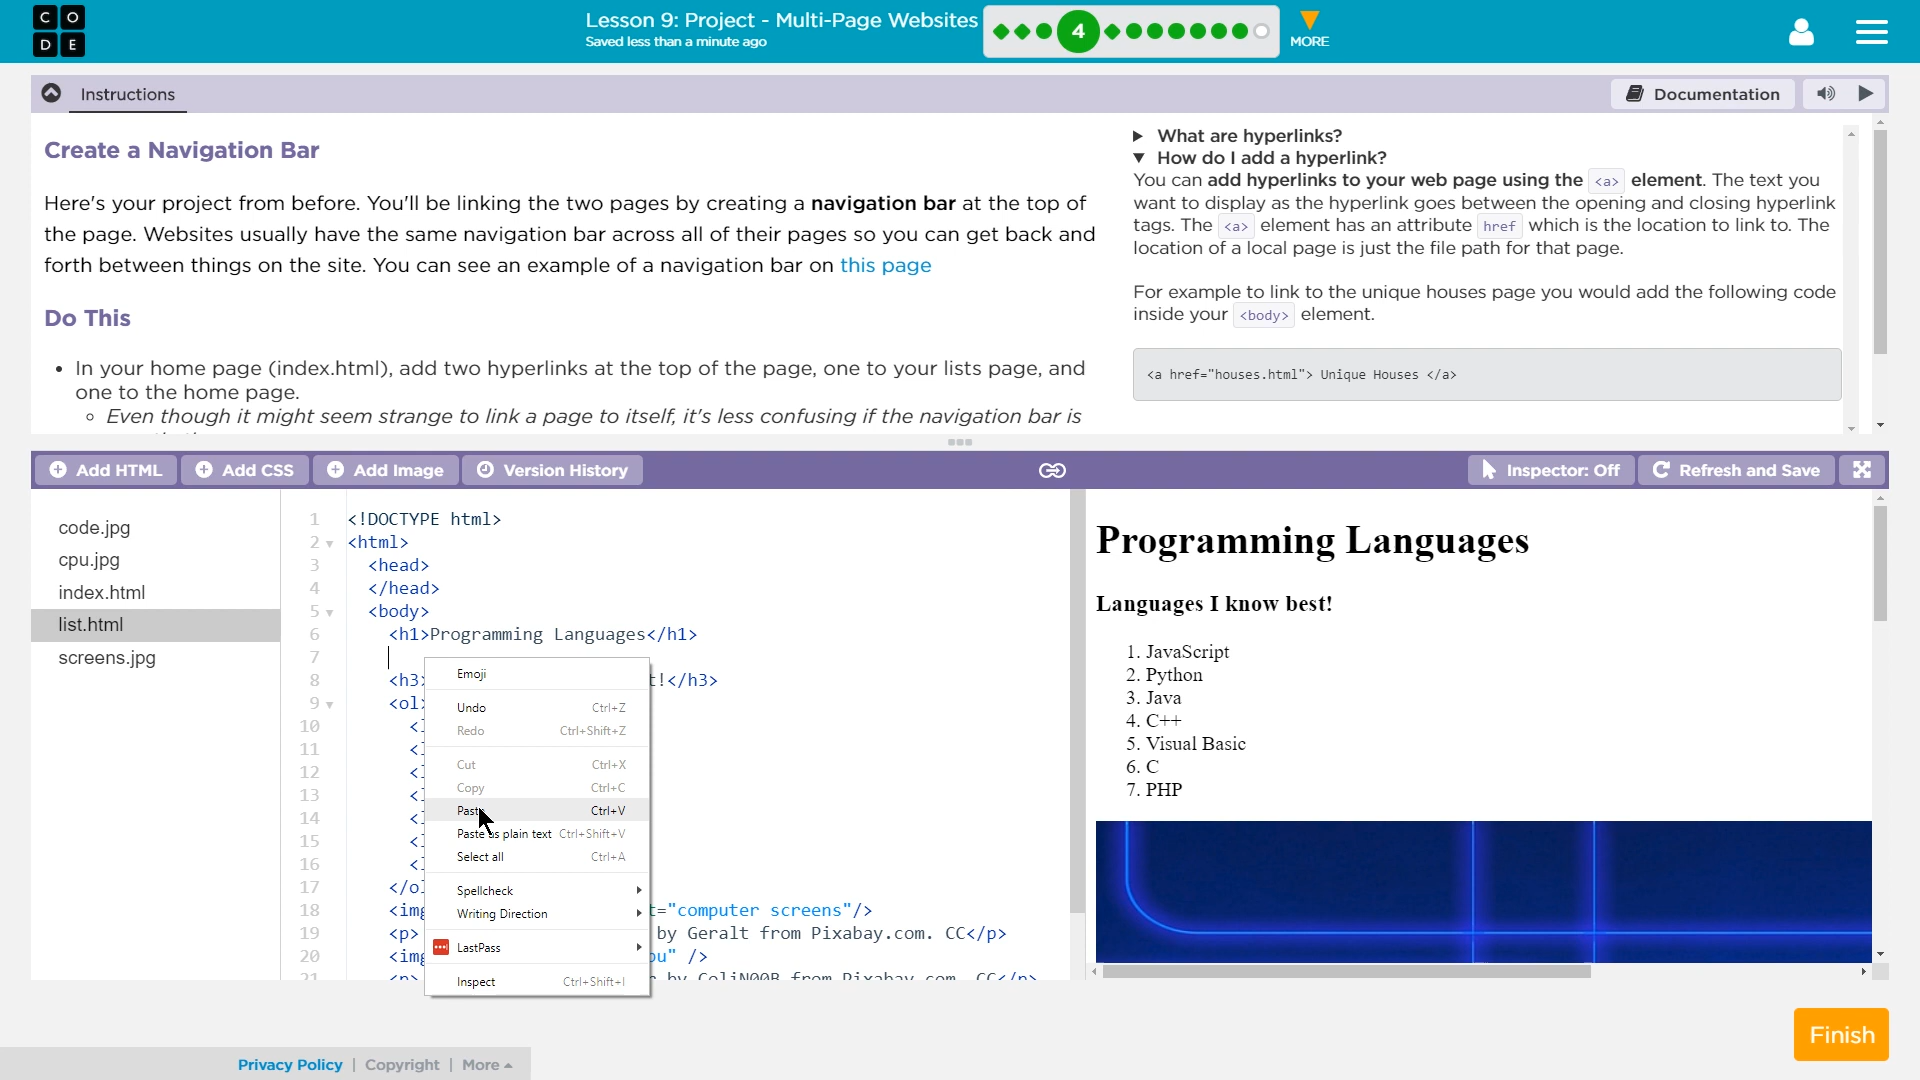 CODE
Lesson 9: Project - Multi-Page Websites
Saved less than a minute ago
4
MORE
Instructions
Documentation
Create a Navigation Bar
Here's your project from before. You'll be linking the two pages by creating a navigation bar at the top of
the page. Websites usually have the same navigation bar across all of their pages so you can get back and
forth between things on the site. You can see an example of a navigation bar on this page
Do This
• In your home page (index.html), add two hyperlinks at the top of the page, one to your lists page, and
one to the home page.
Even though it might seem strange to link a page to itself, it's less confusing if the navigation bar is
What are hyperlinks?
How do I add a hyperlink?
You can add hyperlinks to your web page using the <a> element. The text you
want to display as the hyperlink goes between the opening and closing hyperlink
tags. The <a> element has an attribute href which is the location to link to. The
location of a local page is just the file path for that page.
For example to link to the unique houses page you would add the following code
inside your <body> element.
<a href="houses.html"> Unique Houses </a>
Add HTML
Add CSS
Add Image
Version History
Inspector: Off
Refresh and Save
code.jpg
cpu.jpg
index.html
list.html
screens.jpg
1 <!DOCTYPE html>
2 <html>
3 <head>
4 </head>
5 <body>
6 <h1>Programming Languages</h1>
7
8 <h3> t!</h3>
9 <ol>
10 <l
11 <l
12 <l
13 <l
14 <l
15 <l
16 <l
17 </ol
18 <img t="computer screens"/>
19 <p> by Geralt from Pixabay.com. CC</p>
20 <img pu" />
21 <p> by ColiN00B from Pixabay.com. CC</p>
Emoji
Undo Ctrl+Z
Redo Ctrl+Shift+Z
Cut Ctrl+X
Copy Ctrl+C
Paste Ctrl+V
Paste as plain text Ctrl+Shift+V
Select all Ctrl+A
Spellcheck
Writing Direction
LastPass
Inspect Ctrl+Shift+I
Programming Languages
Languages I know best!
1. JavaScript
2. Python
3. Java
4. C++
5. Visual Basic
6. C
7. PHP
Finish
Privacy Policy | Copyright | More